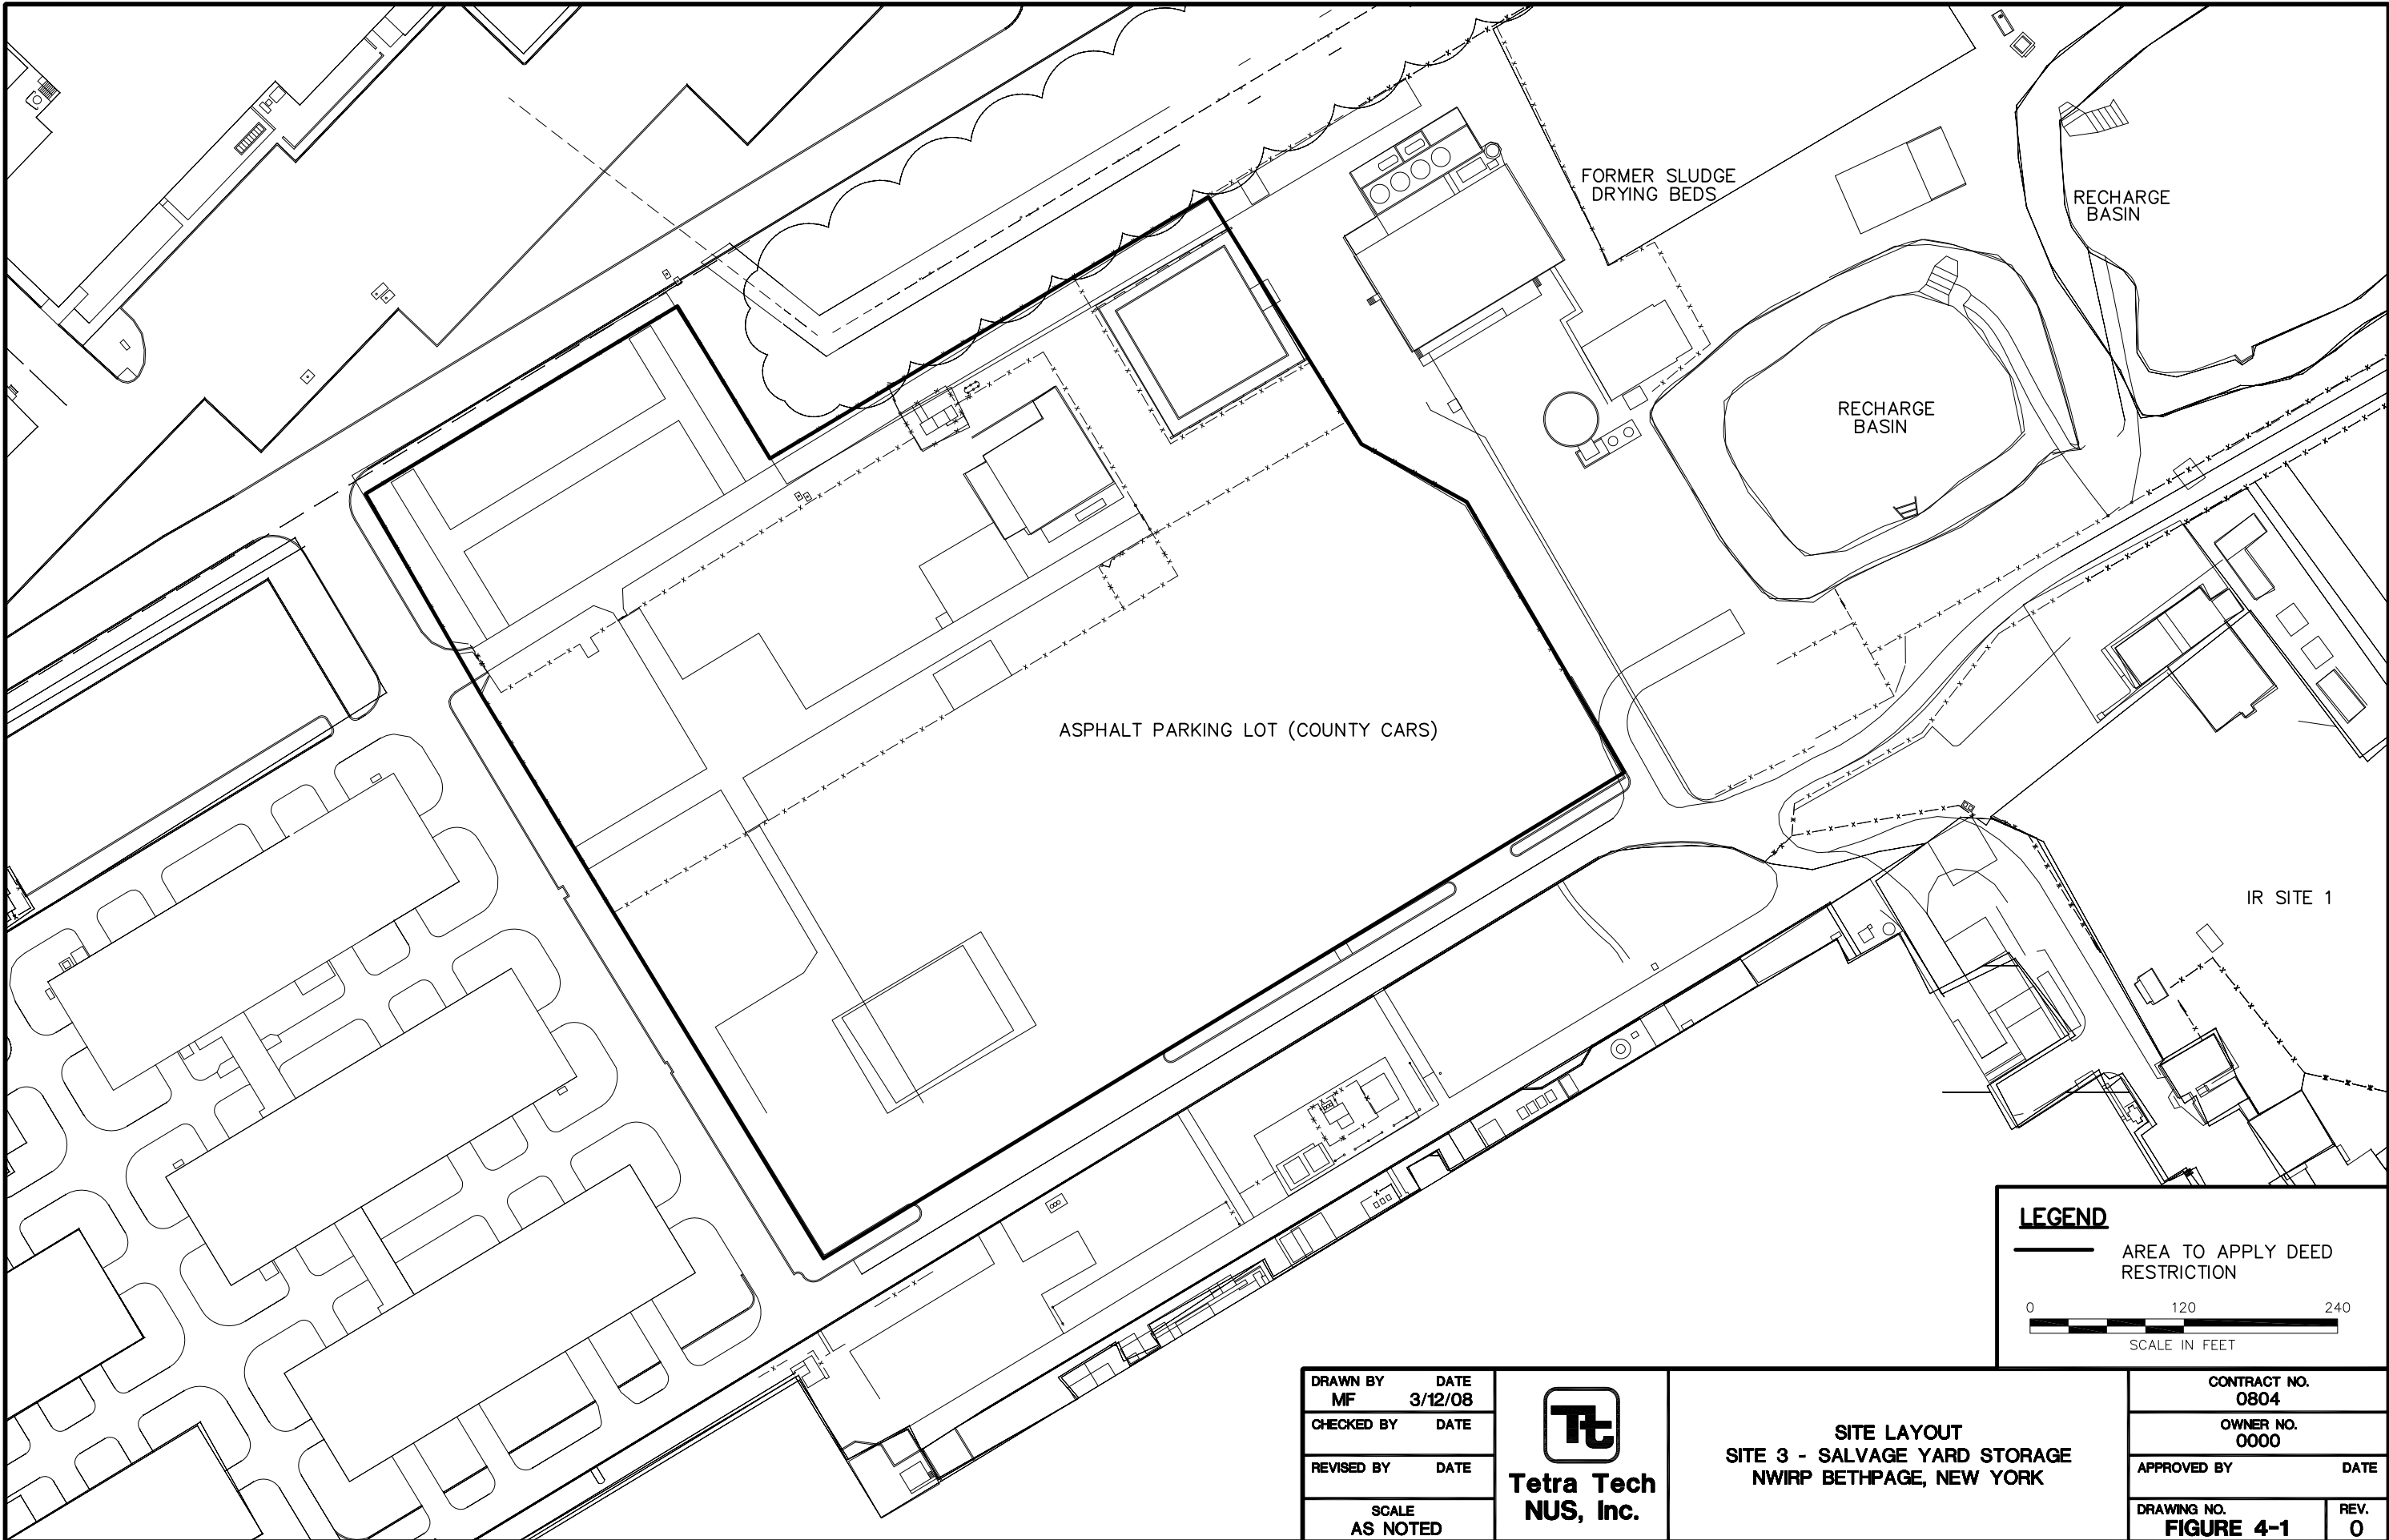 FORMER SLUDGE
DRYING BEDS
RECHARGE
BASIN
RECHARGE
BASIN
ASPHALT PARKING LOT (COUNTY CARS)
IR SITE 1
LEGEND
AREA TO APPLY DEED
RESTRICTION
0 120 240
SCALE IN FEET
DRAWN BY DATE
MF 3/12/08
CHECKED BY DATE
REVISED BY DATE
SCALE
AS NOTED
Tt
Tetra Tech
NUS, Inc.
SITE LAYOUT
SITE 3 - SALVAGE YARD STORAGE
NWIRP BETHPAGE, NEW YORK
CONTRACT NO.
0804
OWNER NO.
0000
APPROVED BY DATE
DRAWING NO.
FIGURE 4-1
REV.
0